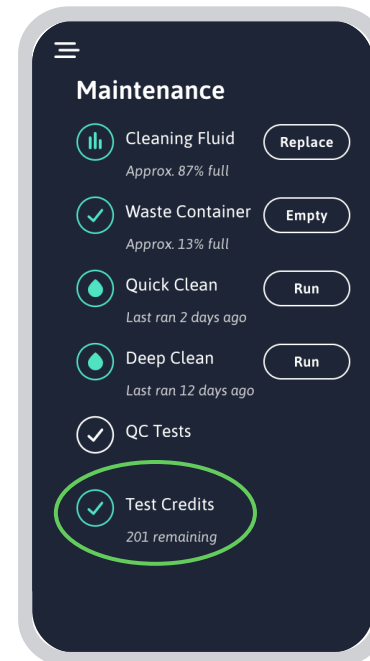 Maintenance
Cleaning Fluid
Replace
Approx. 87% full
Waste Container
Empty
Approx. 13% full
Quick Clean
Run
Last ran 2 days ago
Deep Clean
Run
Last ran 12 days ago
QC Tests
Test Credits
201 remaining